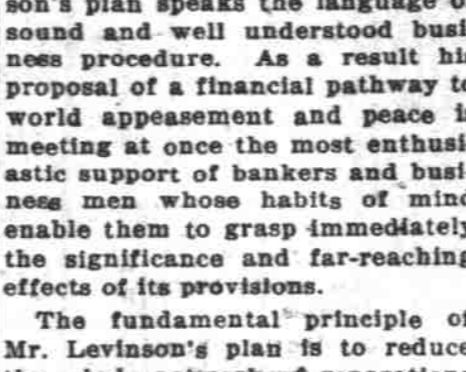 son's plan speaks the language o
sound and well understood busi
ness procedure. As a result hi
proposal of a financial pathway to
world appeasement and peace i
meeting at once the most enthusi
astic support of bankers and busi
ness men whose habits of mind
enable them to grasp immediately
the significance and far-reaching
effects of its provisions.
The fundamental principle of
Mr. Levinson's plan is to reduce